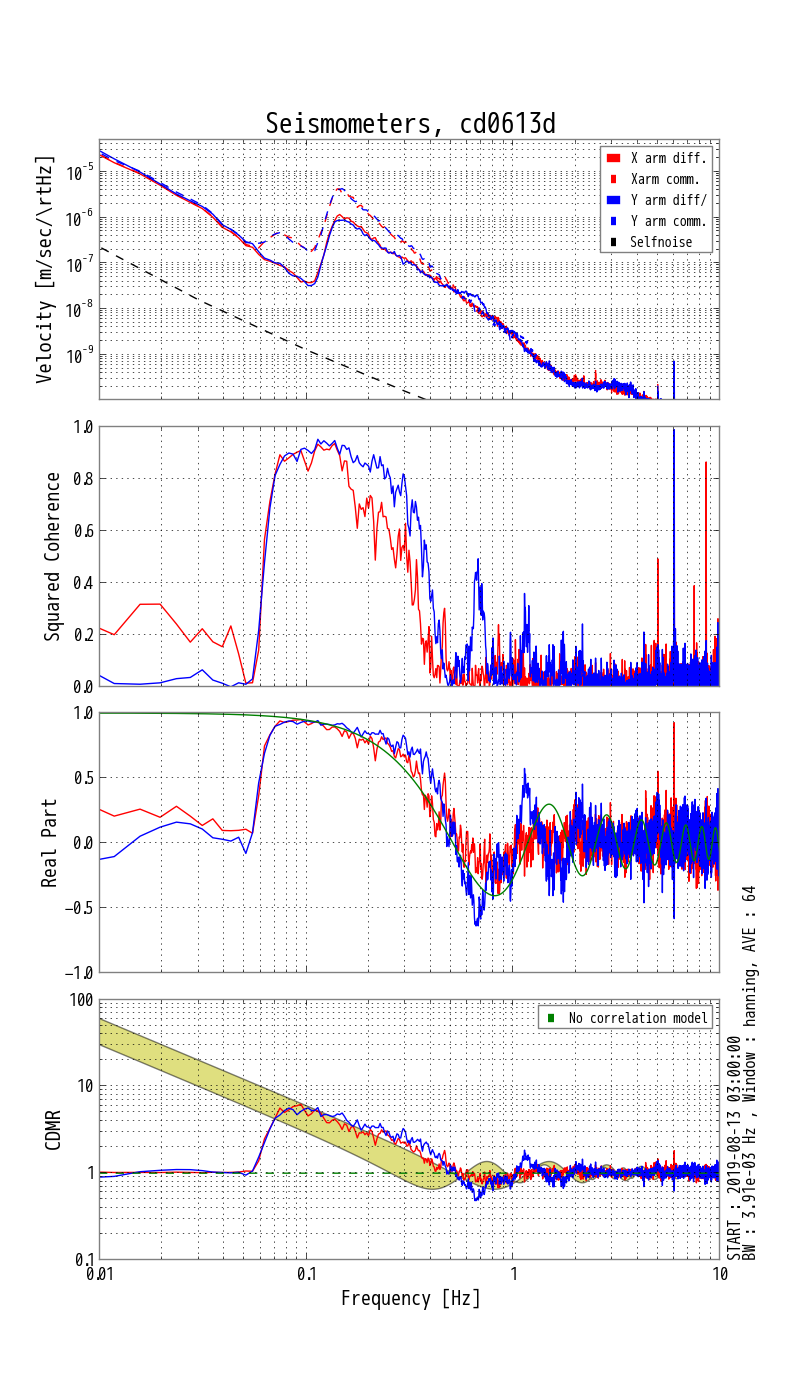 Seismometers, cd0613d
Velocity [m/sec/\rtHz]
10^-5
10^-6
10^-7
10^-8
10^-9
X arm diff.
Xarm comm.
Y arm diff/
Y arm comm.
Selfnoise
Squared Coherence
1.0
0.8
0.6
0.4
0.2
0.0
Real Part
1.0
0.5
0.0
−0.5
−1.0
CDMR
100
10
1
0.1
No correlation model
0.01 0.1 1 10
Frequency [Hz]
START : 2019-08-13 03:00:00
BW : 3.91e-03 Hz , Window : hanning, AVE : 64